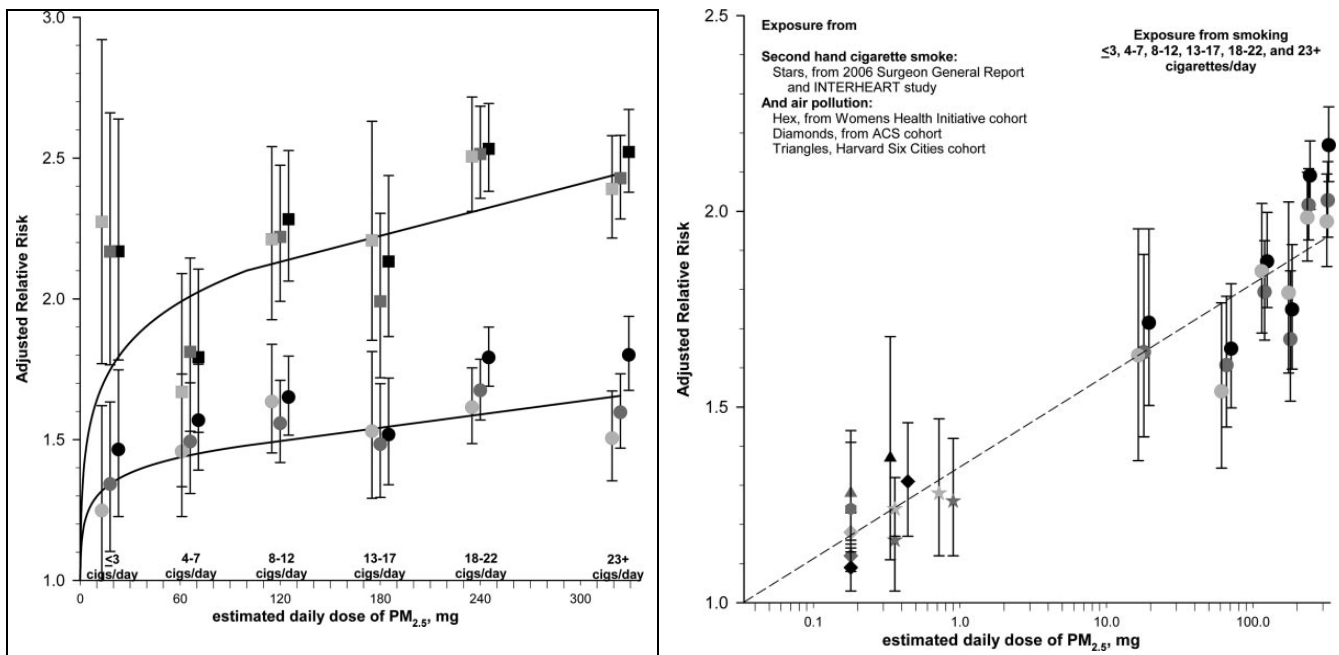 3.0
2.5
2.0
1.5
1.0
Adjusted Relative Risk
≤3
cigs/day
4-7
cigs/day
8-12
cigs/day
13-17
cigs/day
18-22
cigs/day
23+
cigs/day
0 60 120 180 240 300
estimated daily dose of PM2.5, mg
2.5
2.0
1.5
1.0
Adjusted Relative Risk
Exposure from
Second hand cigarette smoke:
Stars, from 2006 Surgeon General Report
and INTERHEART study
And air pollution:
Hex, from Womens Health Initiative cohort
Diamonds, from ACS cohort
Triangles, Harvard Six Cities cohort
Exposure from smoking
≤3, 4-7, 8-12, 13-17, 18-22, and 23+
cigarettes/day
0.1 1.0 100.0
estimated daily dose of PM2.5, mg